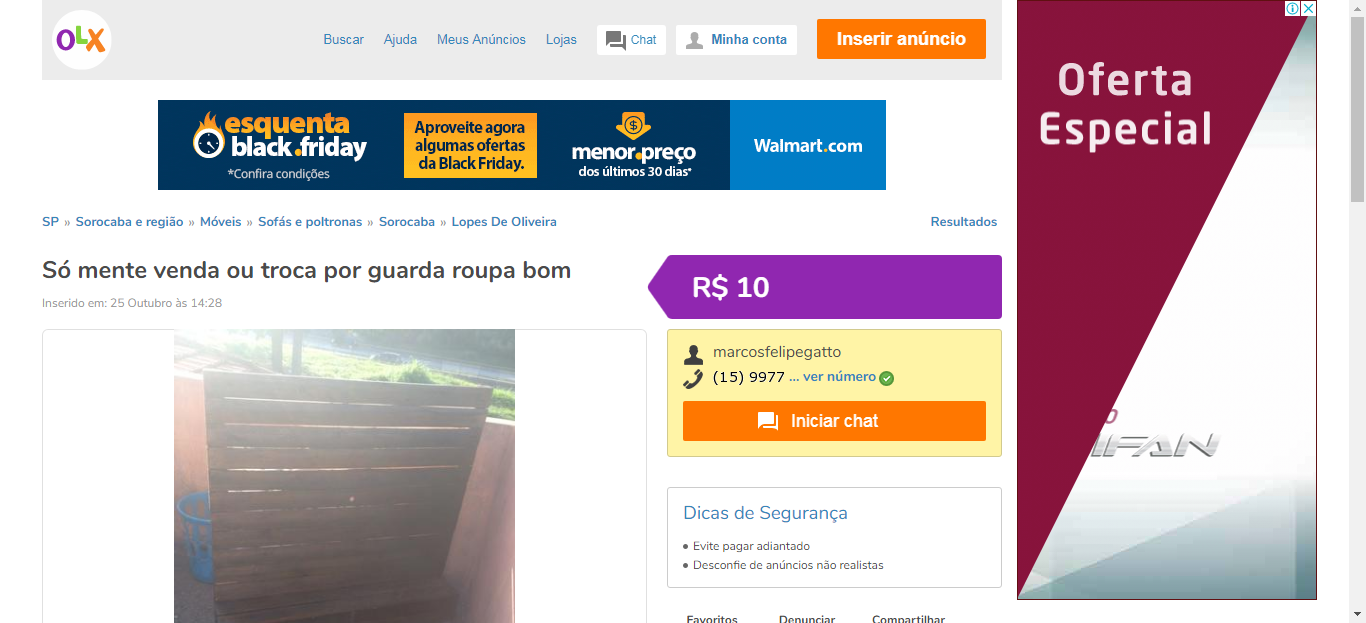 OLX
Buscar
Ajuda
Meus Anúncios
Lojas
Chat
Minha conta
Inserir anúncio
esquenta
black.friday
*Confira condições
Aproveite agora
algumas ofertas
da Black Friday.
menor.preço
dos últimos 30 dias*
Walmart.com
Oferta
Especial
SP » Sorocaba e região » Móveis » Sofás e poltronas » Sorocaba » Lopes De Oliveira
Resultados
Só mente venda ou troca por guarda roupa bom
Inserido em: 25 Outubro às 14:28
R$ 10
marcosfelipegatto
(15) 9977 ... ver número
Iniciar chat
Dicas de Segurança
• Evite pagar adiantado
• Desconfie de anúncios não realistas
Favoritos
Denunciar
Compartilhar